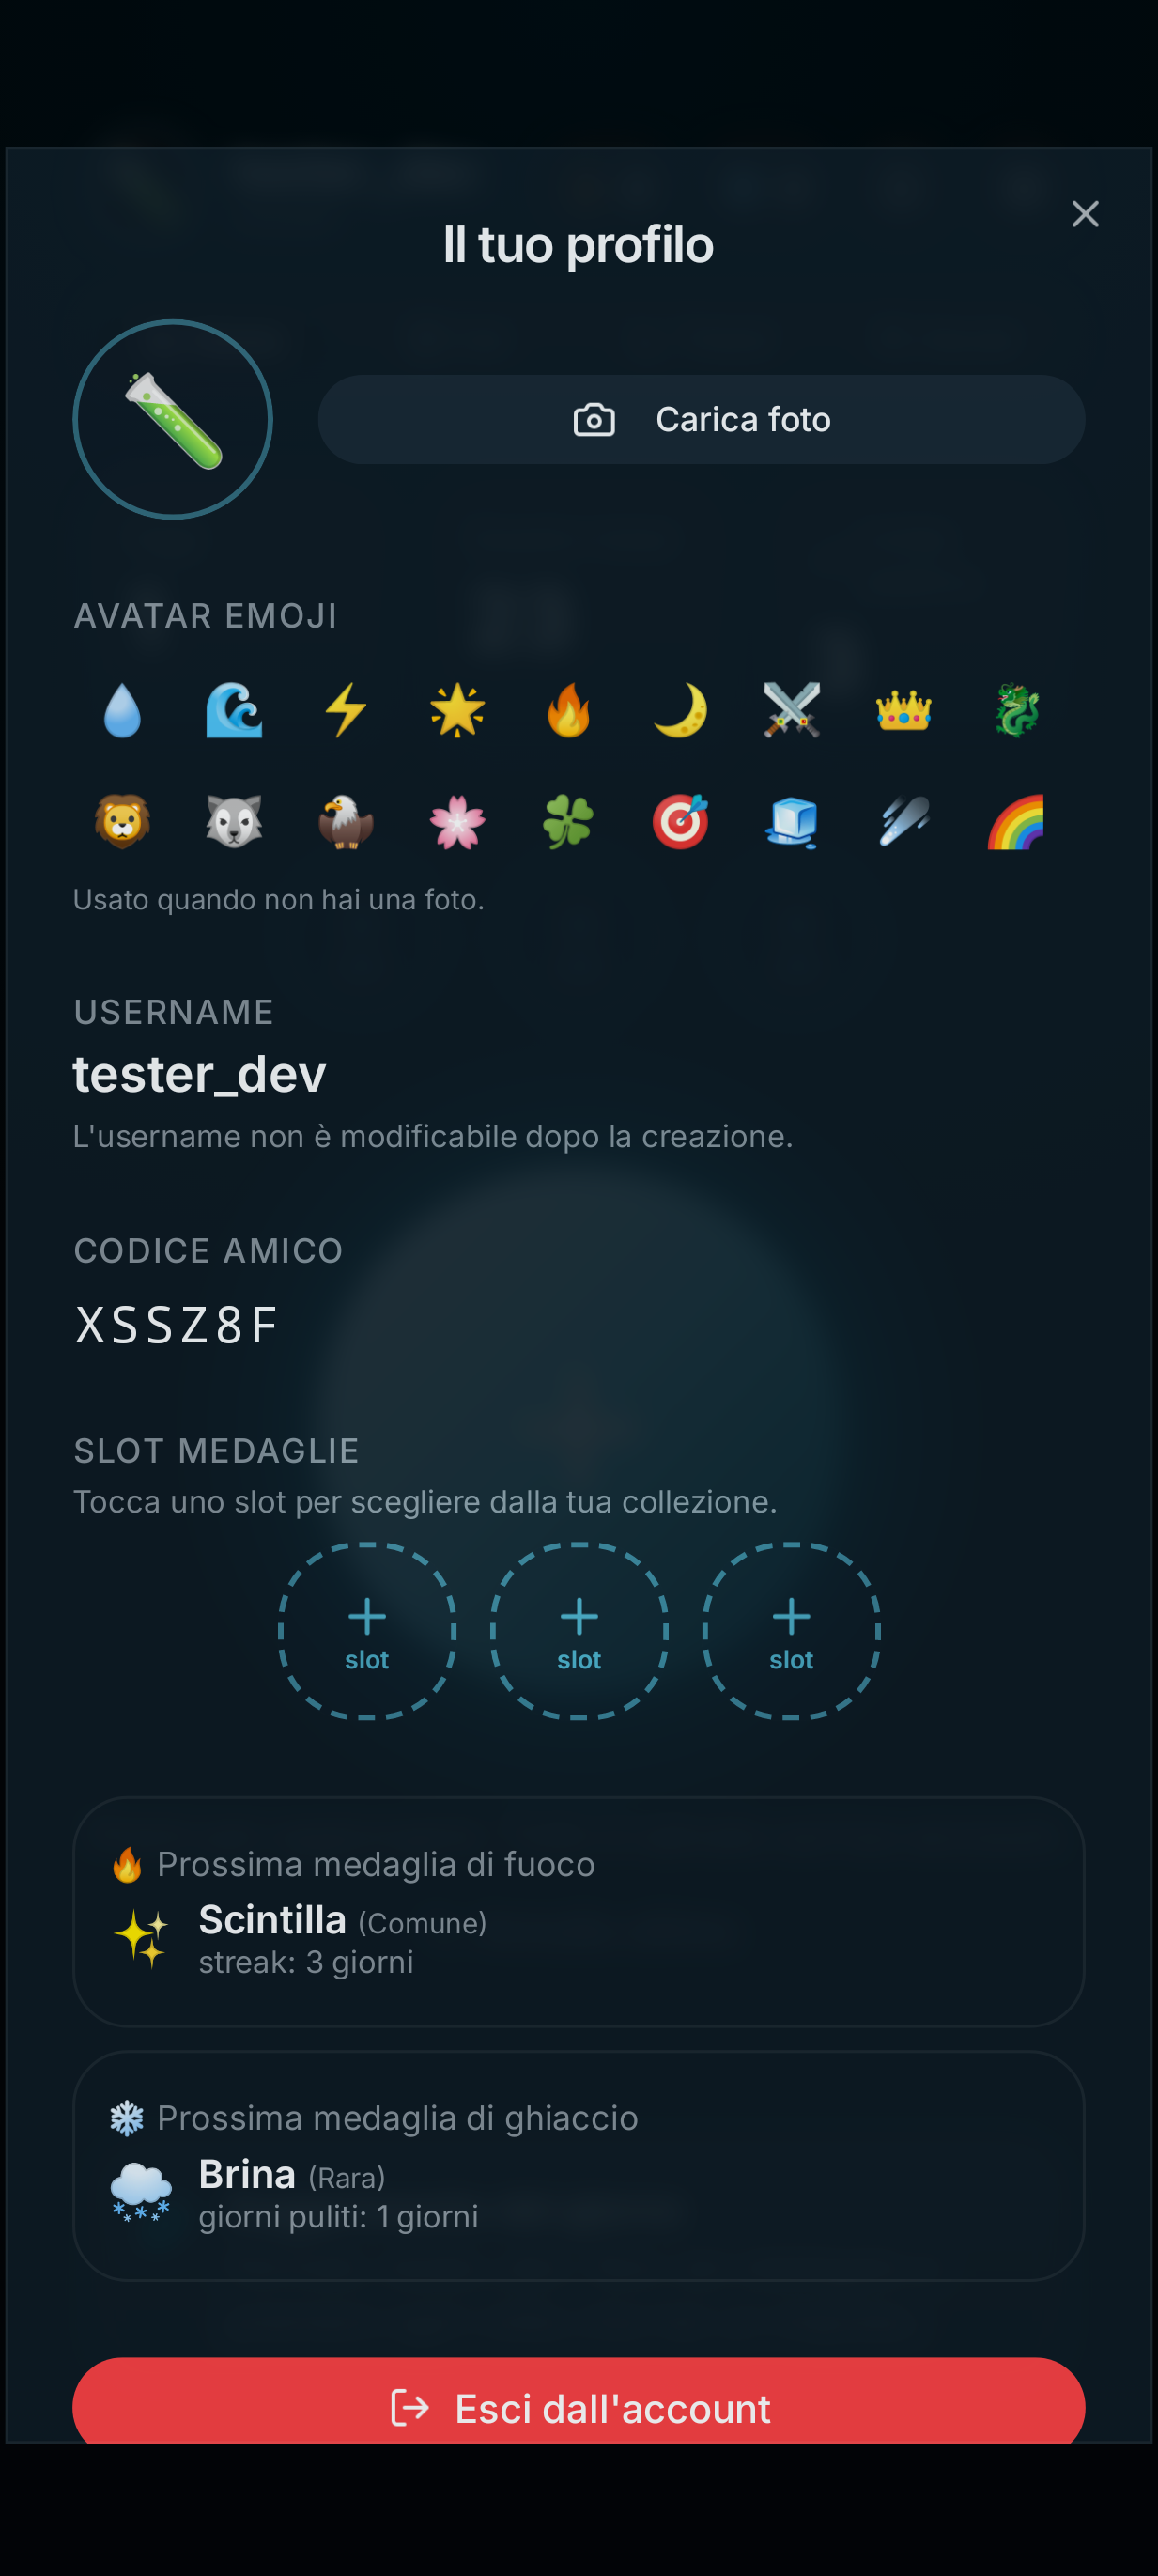 Il tuo profilo
Carica foto
AVATAR EMOJI
Usato quando non hai una foto.
USERNAME
tester_dev
L'username non è modificabile dopo la creazione.
CODICE AMICO
XSSZ8F
SLOT MEDAGLIE
Tocca uno slot per scegliere dalla tua collezione.
slot slot slot
Prossima medaglia di fuoco
Scintilla (Comune)
streak: 3 giorni
Prossima medaglia di ghiaccio
Brina (Rara)
giorni puliti: 1 giorni
Esci dall'account